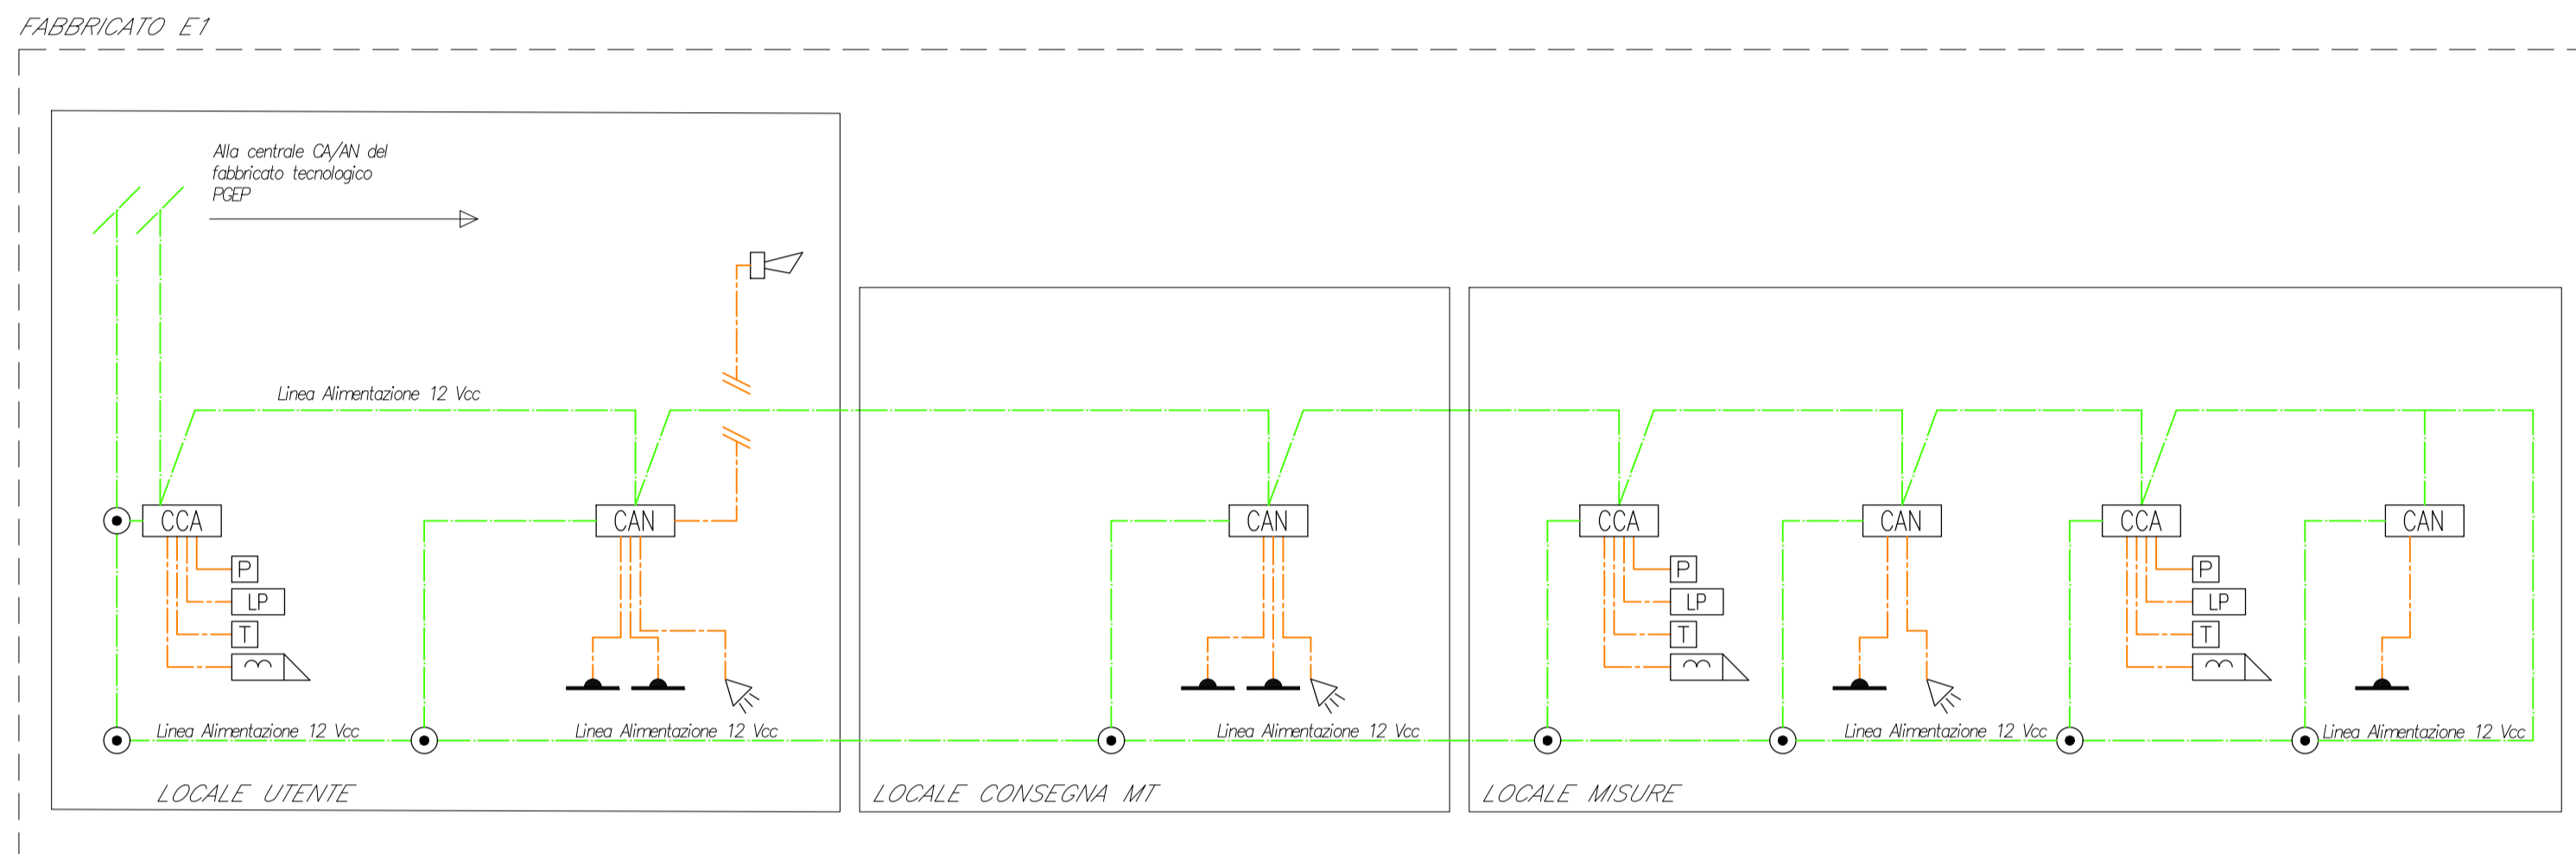 FABBRICATO E1
Alla centrale CA/AN del
fabbricato tecnologico
PGEP
Linea Alimentazione 12 Vcc
CCA
CAN
CAN
CCA
CAN
CCA
CAN
P
P
P
LP
LP
LP
T
T
T
Linea Alimentazione 12 Vcc
Linea Alimentazione 12 Vcc
Linea Alimentazione 12 Vcc
Linea Alimentazione 12 Vcc
Linea Alimentazione 12 Vcc
LOCALE UTENTE
LOCALE CONSEGNA MT
LOCALE MISURE